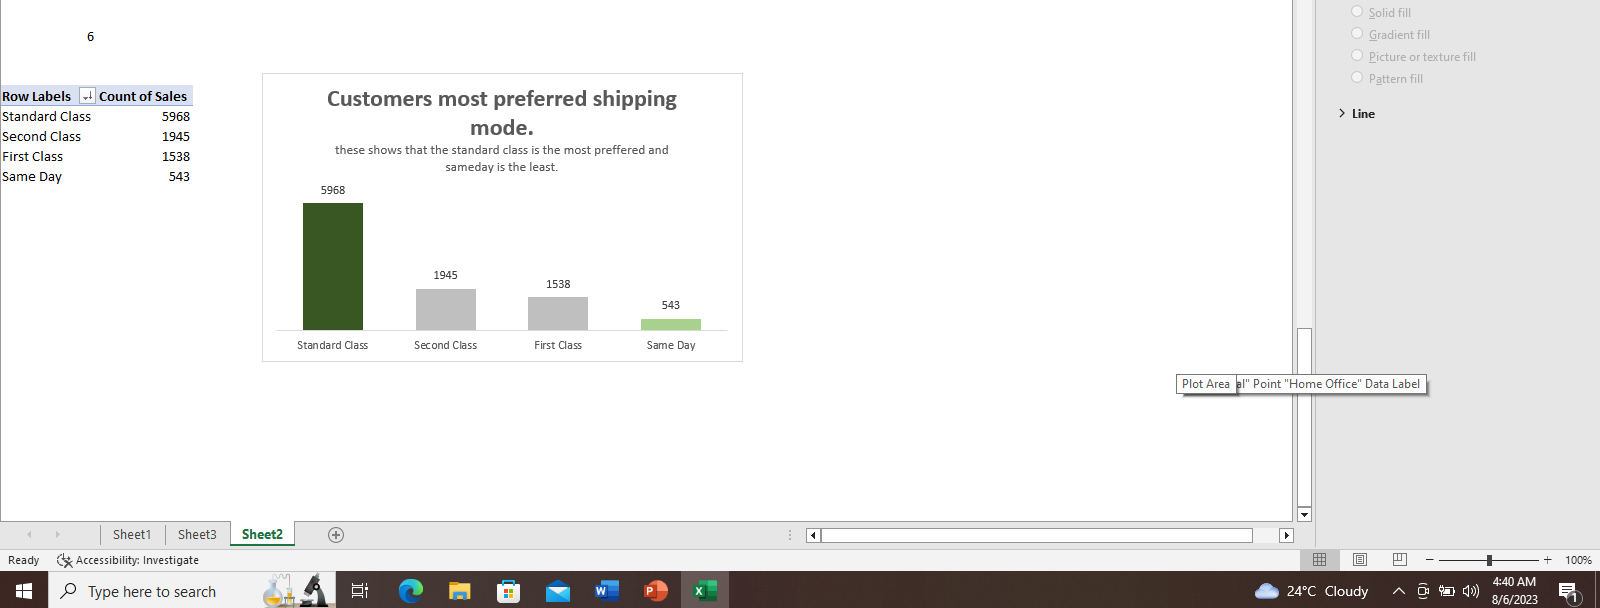 6
Row Labels Count of Sales
Standard Class 5968
Second Class 1945
First Class 1538
Same Day 543
Customers most preferred shipping
mode.
these shows that the standard class is the most preffered and
sameday is the least.
5968
1945
1538
543
Standard Class Second Class First Class Same Day
Solid fill
Gradient fill
Picture or texture fill
Pattern fill
Line
Plot Area al" Point "Home Office" Data Label
Sheet1 Sheet3 Sheet2
Ready Accessibility: Investigate 100%
Type here to search 24°C Cloudy 4:40 AM
8/6/2023 1